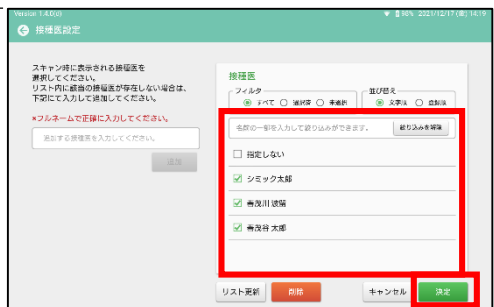 Version 1.4.0(d)
98% 2021/12/17(金) 14:19
接種医設定
スキャン時に表示される接種医を
選択してください。
リスト内に該当の接種医が存在しない場合は、
下記にて入力して追加してください。
*フルネームで正確に入力してください。
追加する接種医を入力してください。
追加
接種医
フィルタ
すべて 選択済 未選択
並び替え
文字順 登録順
名前の一部を入力して絞り込みができます。
絞り込みを解除
指定しない
シミック太郎
香茂川 波留
香茂谷 太郎
リスト更新 削除 キャンセル 決定